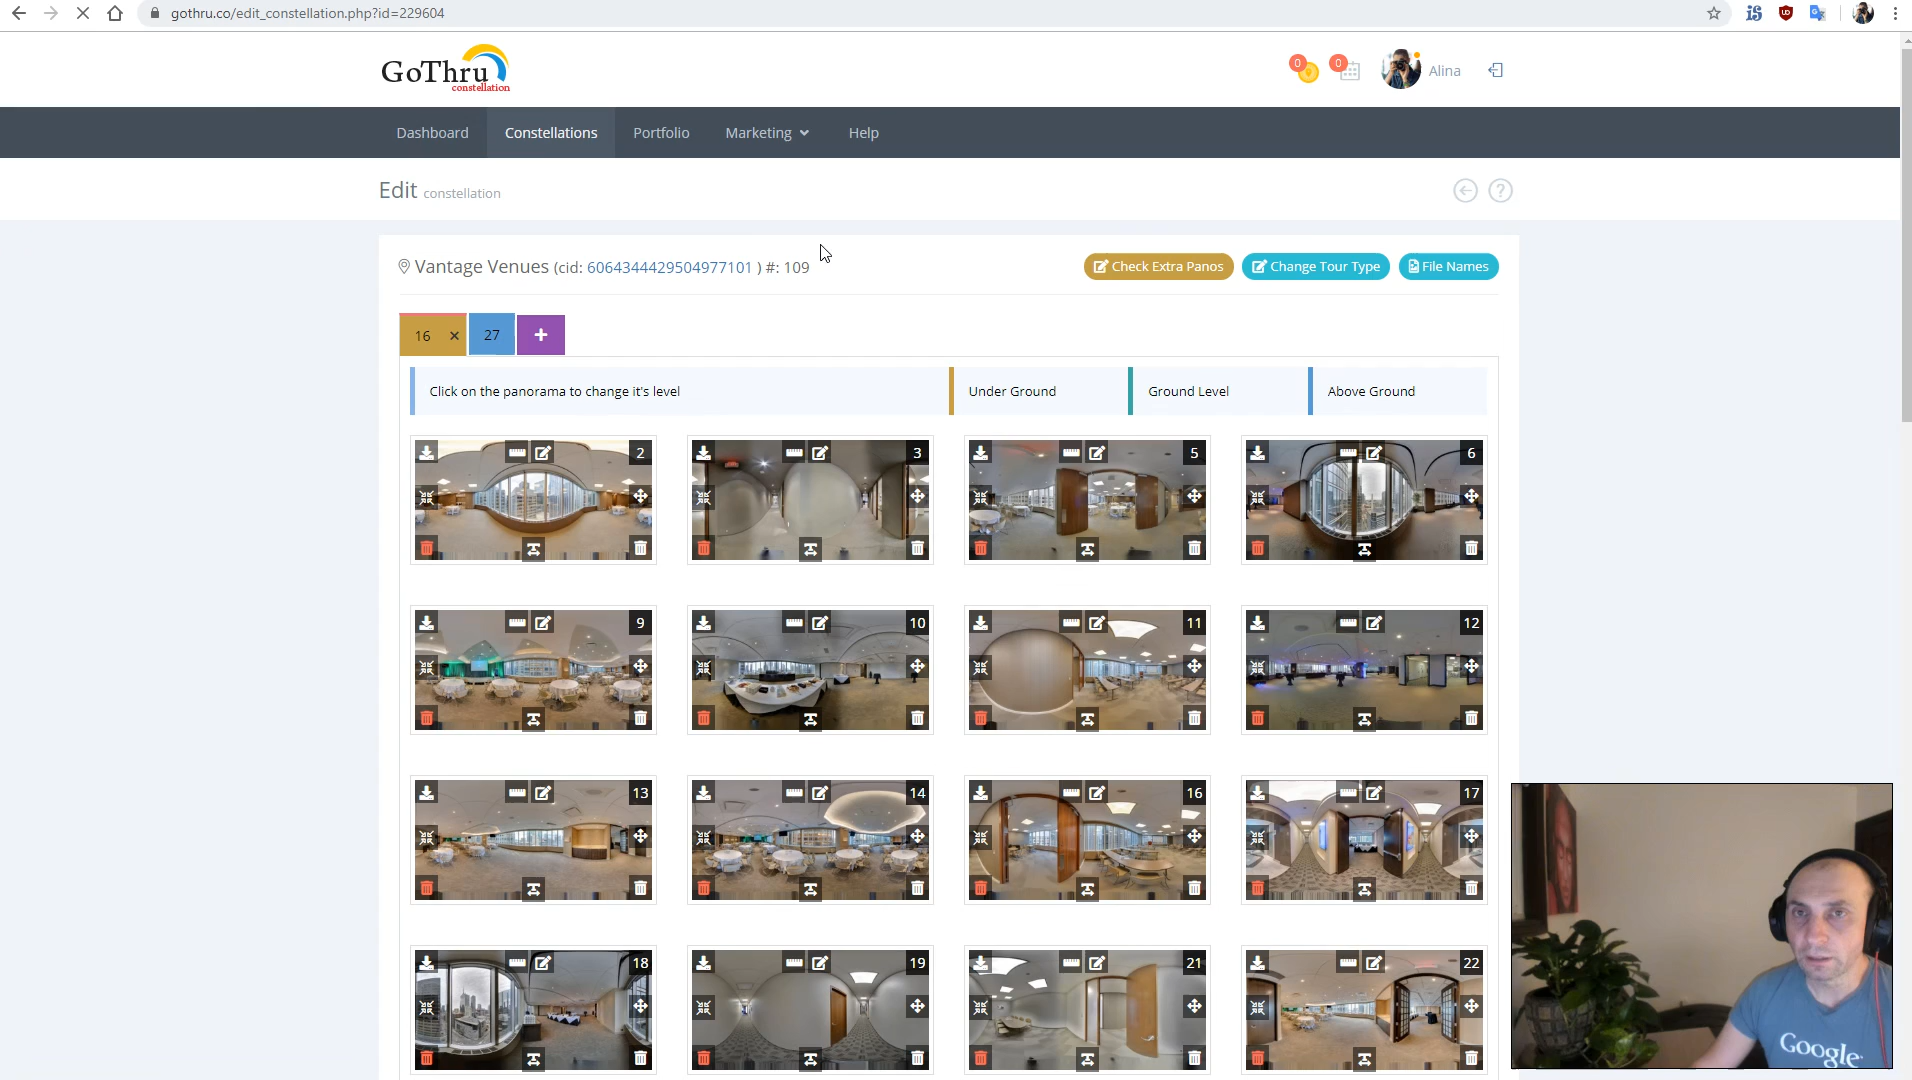 gothru.co/edit_constellation.php?id=229604
GoThru
constellation
0
0
Alina
Dashboard
Constellations
Portfolio
Marketing
Help
Edit constellation
Vantage Venues (cid: 6064344429504977101 ) #: 109
Check Extra Panos
Change Tour Type
File Names
16 ×
27
+
Click on the panorama to change it's level
Under Ground
Ground Level
Above Ground
2
3
5
6
9
10
11
12
13
14
16
17
18
19
21
22
Google